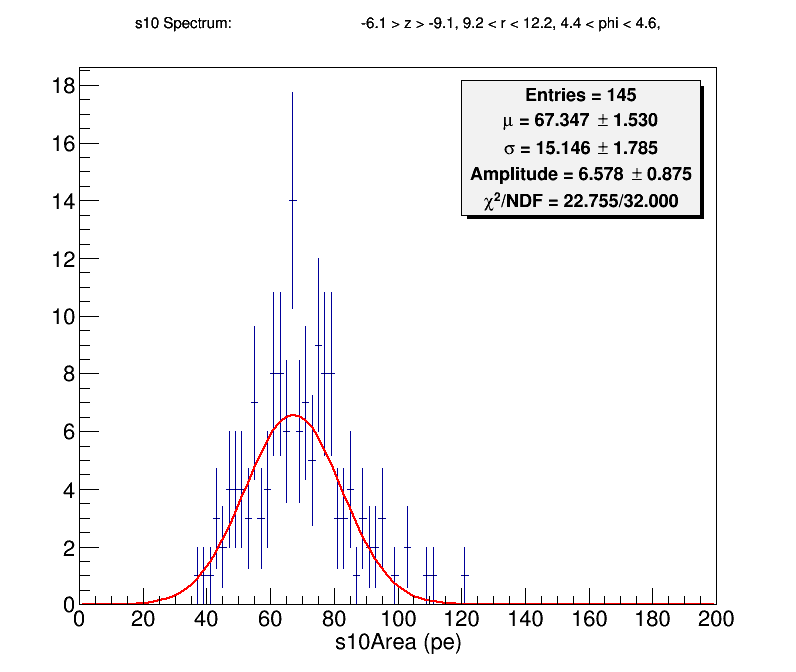 s10 Spectrum: -6.1 > z > -9.1, 9.2 < r < 12.2, 4.4 < phi < 4.6,
Entries = 145
μ = 67.347 ± 1.530
σ = 15.146 ± 1.785
Amplitude = 6.578 ± 0.875
χ²/NDF = 22.755/32.000
18
16
14
12
10
8
6
4
2
0
0 20 40 60 80 100 120 140 160 180 200
s10Area (pe)